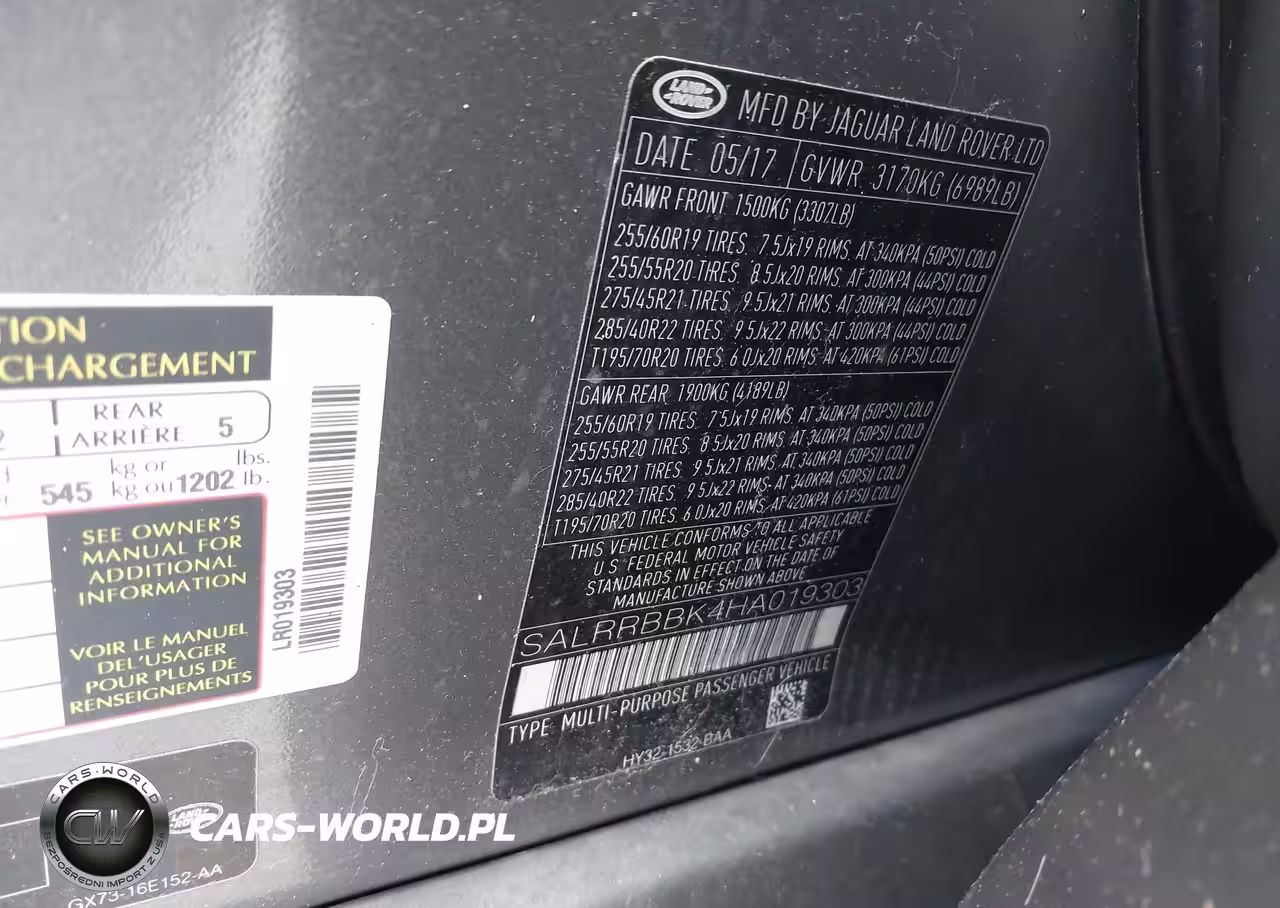 TION
CHARGEMENT
REAR
ARRIÈRE 5
kg or lbs.
545 kg ou 1202 lb.
SEE OWNER'S
MANUAL FOR
ADDITIONAL
INFORMATION
VOIR LE MANUEL
DEL'USAGER
POUR PLUS DE
RENSEIGNEMENTS
LR019303
LAND-
-ROVER
MFD BY JAGUAR LAND ROVER.LTD
DATE 05/17 GVWR 3170KG (6989LB)
GAWR FRONT 1500KG (3307LB)
255/60R19 TIRES. 7.5Jx19 RIMS. AT 340KPA (50PSI) COLD
255/55R20 TIRES. 8.5Jx20 RIMS. AT 300KPA (44PSI) COLD
275/45R21 TIRES. 9.5Jx21 RIMS. AT 300KPA (44PSI) COLD
285/40R22 TIRES. 9.5Jx22 RIMS. AT 300KPA (44PSI) COLD
T195/70R20 TIRES. 6.0Jx20 RIMS. AT 420KPA (61PSI) COLD
GAWR REAR 1900KG (4189LB)
255/60R19 TIRES. 7.5Jx19 RIMS. AT 340KPA (50PSI) COLD
255/55R20 TIRES. 8.5Jx20 RIMS. AT 340KPA (50PSI) COLD
275/45R21 TIRES. 9.5Jx21 RIMS. AT 340KPA (50PSI) COLD
285/40R22 TIRES. 9.5Jx22 RIMS. AT 340KPA (50PSI) COLD
T195/70R20 TIRES. 6.0Jx20 RIMS. AT 420KPA (61PSI) COLD
THIS VEHICLE CONFORMS TO ALL APPLICABLE
U.S. FEDERAL MOTOR VEHICLE SAFETY
STANDARDS IN EFFECT ON THE DATE OF
MANUFACTURE SHOWN ABOVE
SALRRBBK4HA019303
TYPE MULTI-PURPOSE PASSENGER VEHICLE
HY32-1532-BAA
LAND-
ROVER
GX73-16E152-AA
CARS-WORLD
CW
BEZPOŚREDNI IMPORT Z USA
CARS-WORLD.PL